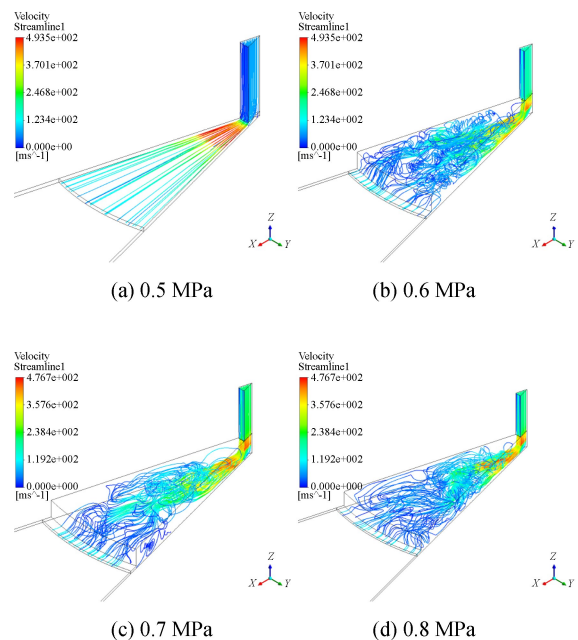 Velocity
Streamline1
4.935e+002
3.701e+002
2.468e+002
1.234e+002
0.000e+000
[ms^-1]
Z
X
Y
(a) 0.5 MPa
Velocity
Streamline1
4.935e+002
3.701e+002
2.468e+002
1.234e+002
0.000e+000
[ms^-1]
Z
X
Y
(b) 0.6 MPa
Velocity
Streamline1
4.767e+002
3.576e+002
2.384e+002
1.192e+002
0.000e+000
[ms^-1]
Z
X
Y
(c) 0.7 MPa
Velocity
Streamline1
4.767e+002
3.576e+002
2.384e+002
1.192e+002
0.000e+000
[ms^-1]
Z
X
Y
(d) 0.8 MPa